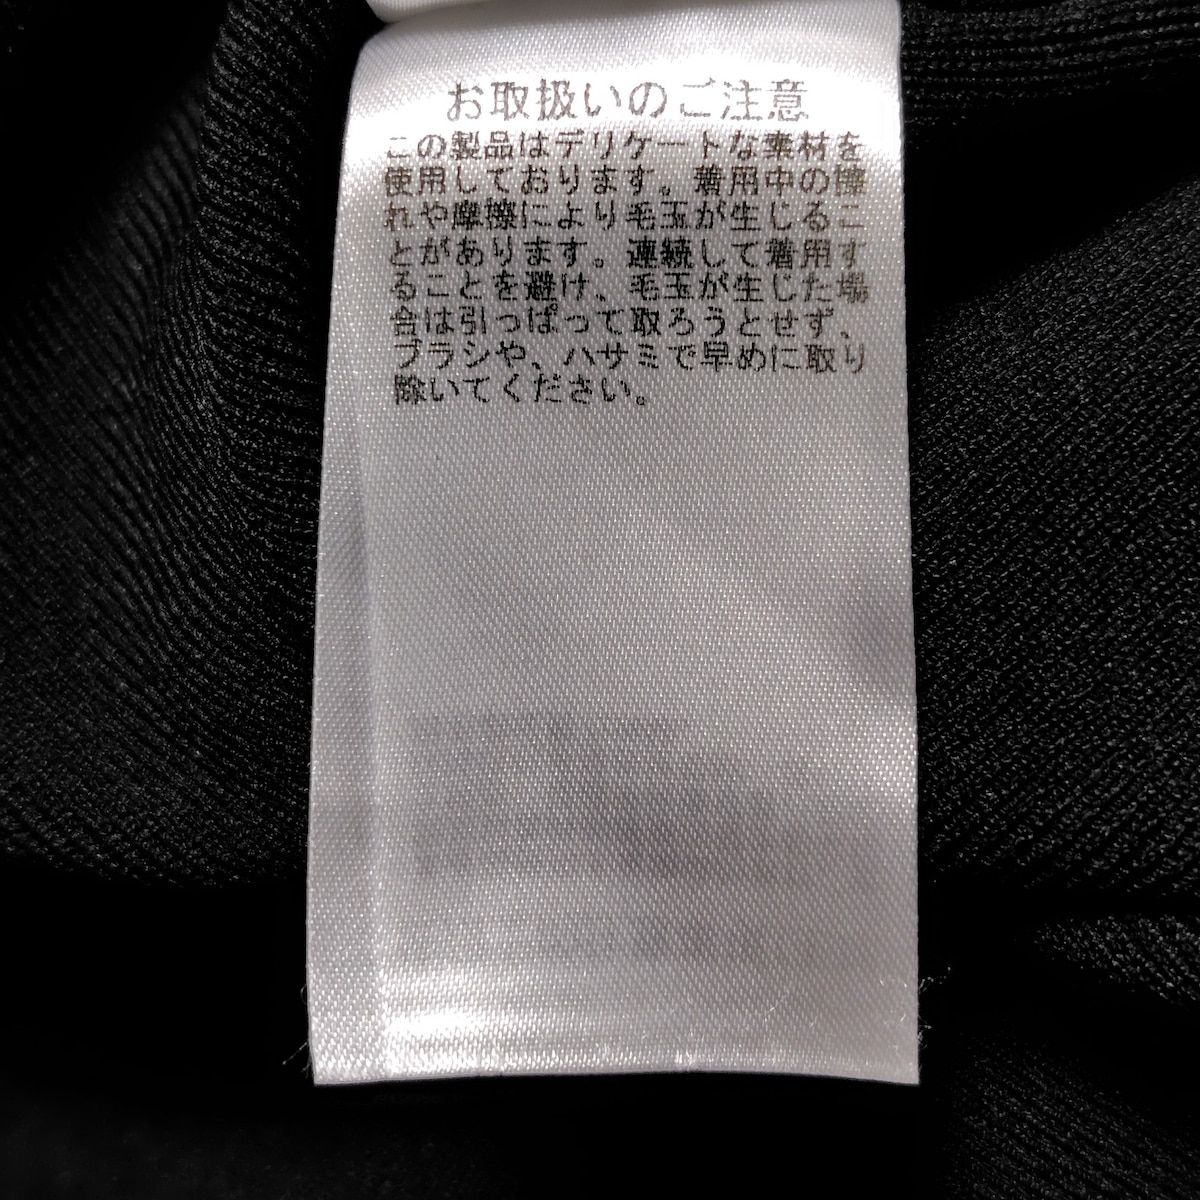 お取扱いのご注意
この製品はデリケートな素材を
使用しております。着用中の擦
れや摩擦により毛玉が生じるこ
とがあります。連続して着用す
ることを避け、毛玉が生じた場
合は引っぱって取ろうとせず、
ブラシや、ハサミで早めに取り
除いてください。